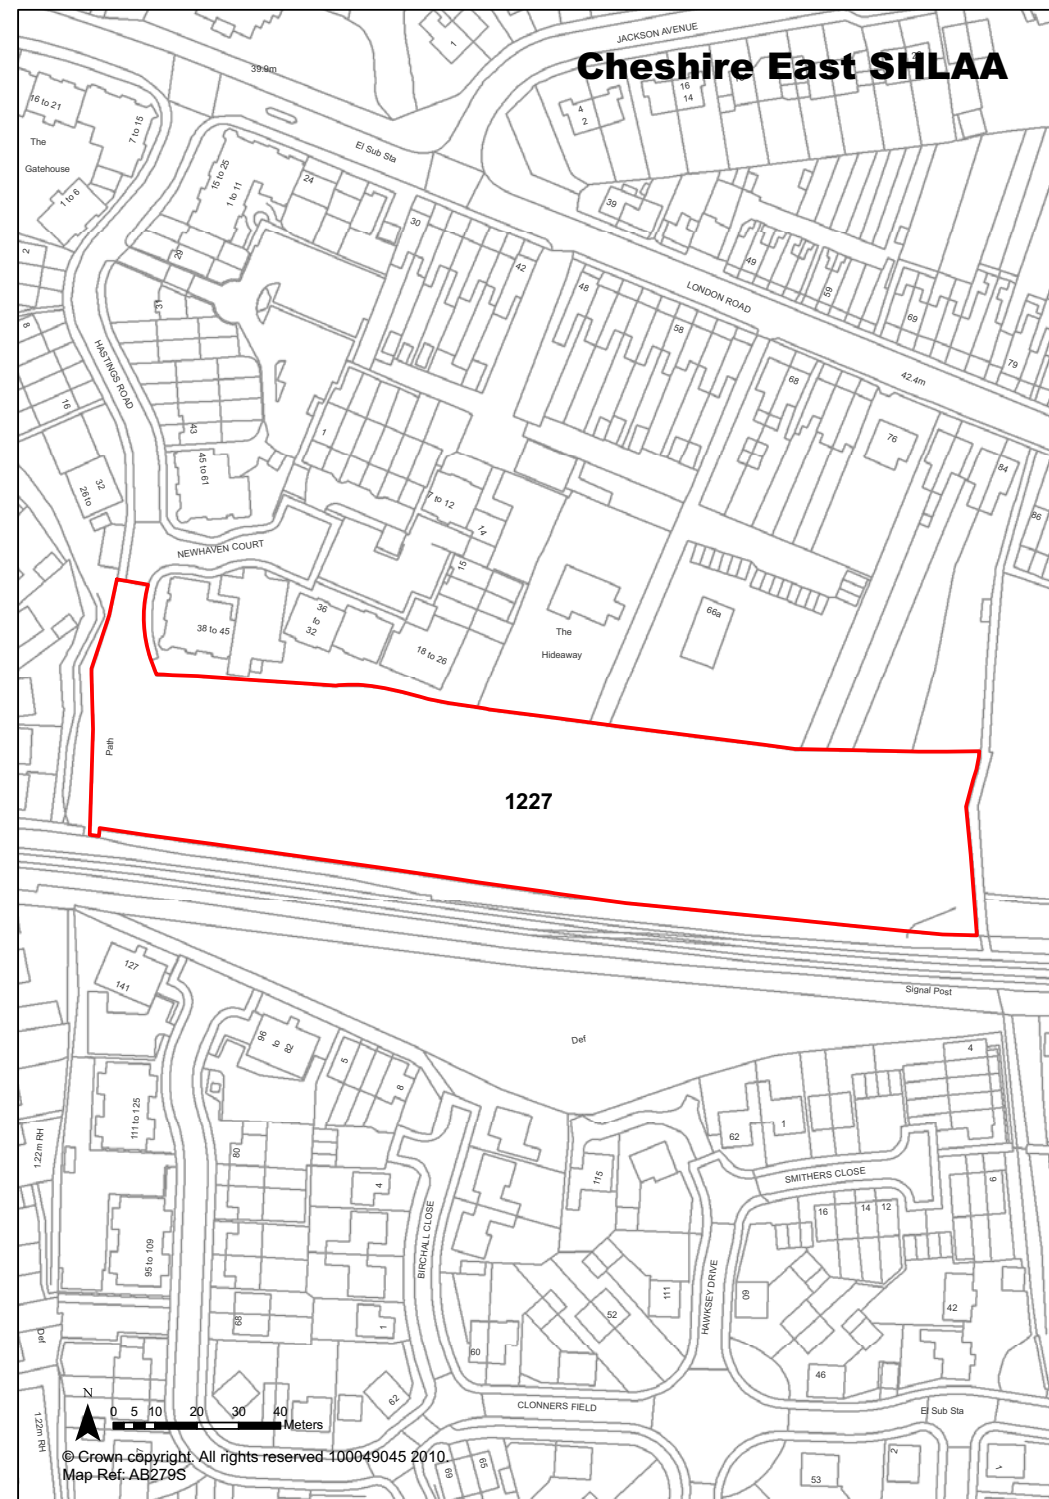 Cheshire East SHLAA
JACKSON AVENUE
1
39.9m
16 to 21
7 to 15
The
Gatehouse
1 to 6
El Sub Sta
15 to 25
1 to 11
24
29
31
4
2
16
14
39
30
42
48
58
49
59
69
79
LONDON ROAD
42.4m
68
76
84
86
2
8
16
HASTINGS ROAD
43
45 to 61
32
26 to
1
7 to 12
14
15
NEWHAVEN COURT
38 to 45
36
to
32
18 to 26
The
Hideaway
66a
Path
1227
Signal Post
Def
127
141
96
to
82
5
8
111 to 125
1.22m RH
80
4
BIRCHALL CLOSE
115
62
1
4
SMITHERS CLOSE
16
14
12
6
95 to 109
68
1
HAWKSEY DRIVE
111
60
52
60
42
46
Def
1.22m RH
62
CLONNERS FIELD
El Sub Sta
69
65
53
2
1
N
0 5 10 20 30 40
Meters
© Crown copyright. All rights reserved 100049045 2010.
Map Ref: AB279S